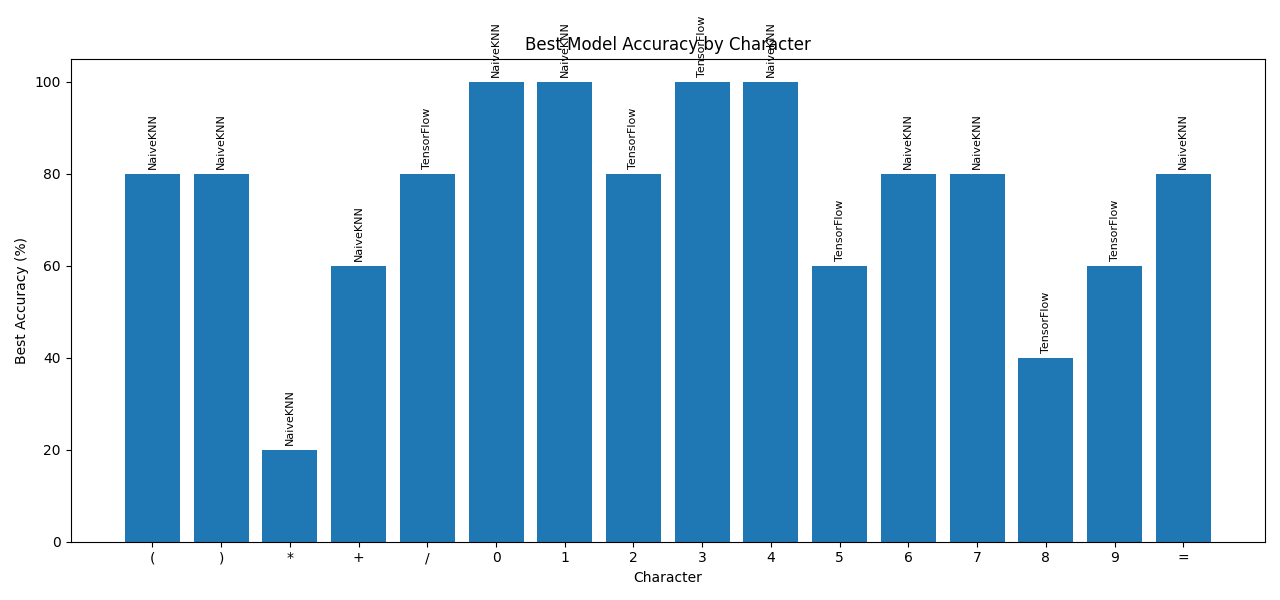 Best Model Accuracy by Character
Best Accuracy (%)
100
80
60
40
20
0
NaiveKNN
NaiveKNN
NaiveKNN
NaiveKNN
TensorFlow
NaiveKNN
NaiveKNN
TensorFlow
TensorFlow
NaiveKNN
TensorFlow
NaiveKNN
NaiveKNN
TensorFlow
TensorFlow
NaiveKNN
( ) * + / 0 1 2 3 4 5 6 7 8 9 =
Character